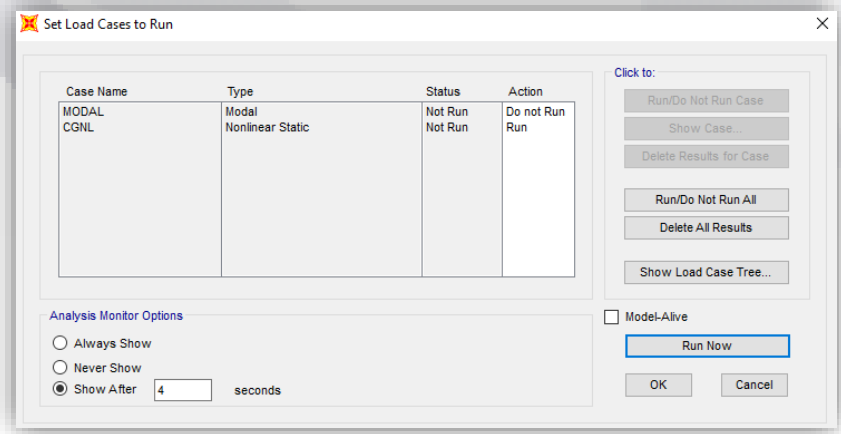 Set Load Cases to Run
Case Name Type Status Action
MODAL Modal Not Run Do not Run
CGNL Nonlinear Static Not Run Run
Click to:
Run/Do Not Run Case
Show Case...
Delete Results for Case
Run/Do Not Run All
Delete All Results
Show Load Case Tree...
Analysis Monitor Options
Always Show
Never Show
Show After 4 seconds
Model-Alive
Run Now
OK Cancel